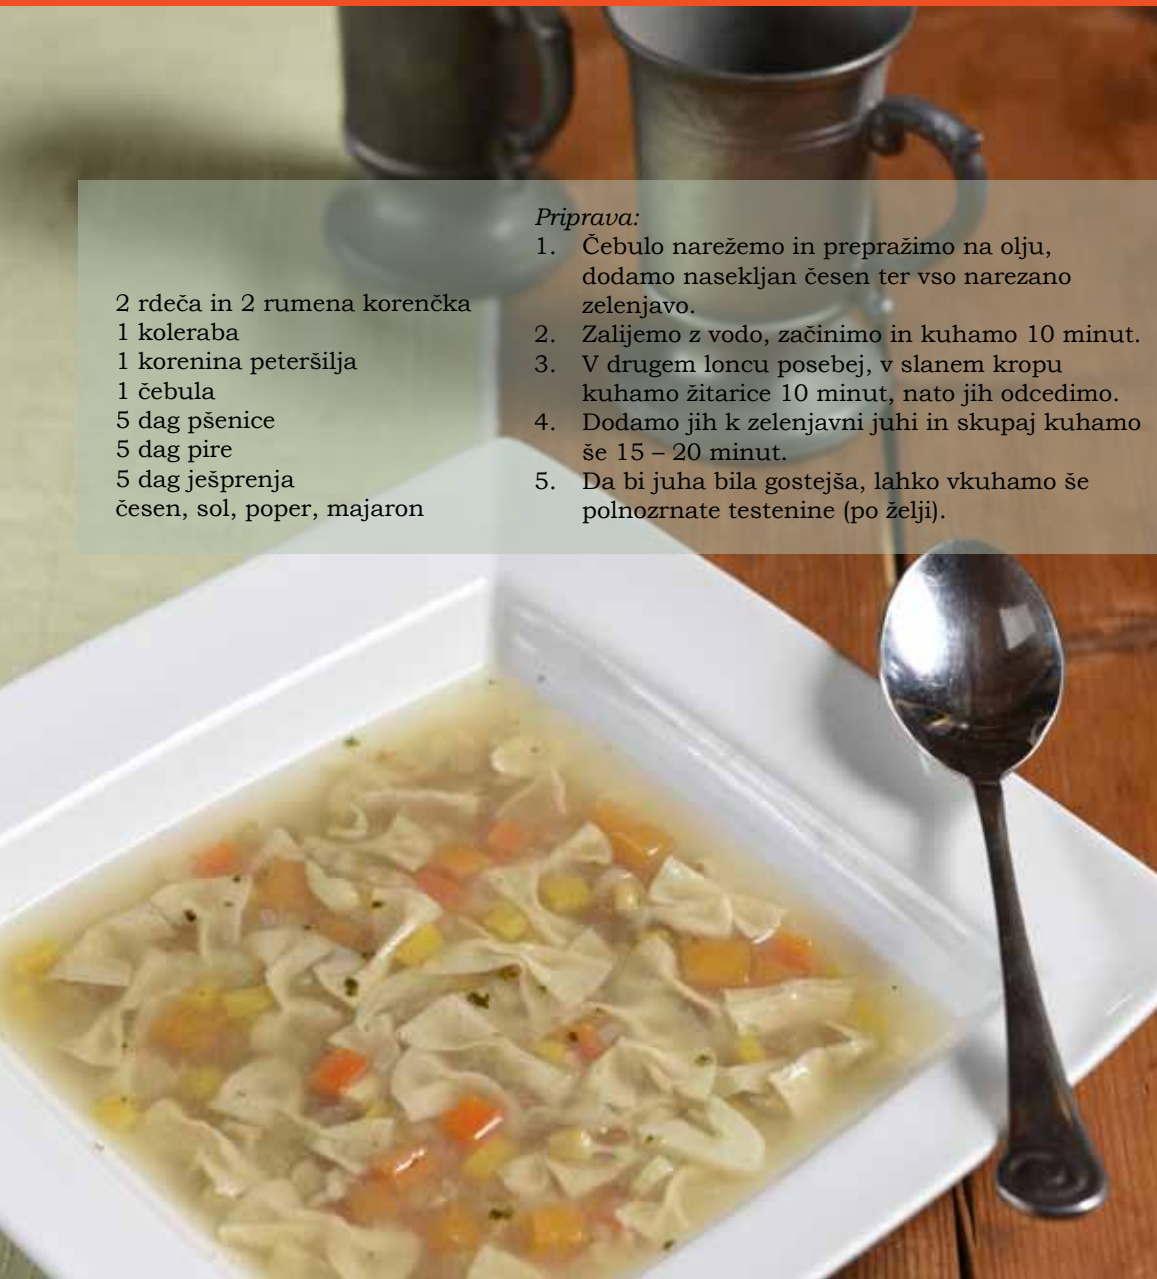 2 rdeča in 2 rumena korenčka
1 koleraba
1 korenina peteršilja
1 čebula
5 dag pšenice
5 dag pire
5 dag ješprenja
česen, sol, poper, majaron
Priprava:
1. Čebulo narežemo in prepražimo na olju,
dodamo nasekljan česen ter vso narezano
zelenjavo.
2. Zalijemo z vodo, začinimo in kuhamo 10 minut.
3. V drugem loncu posebej, v slanem kropu
kuhamo žitarice 10 minut, nato jih odcedimo.
4. Dodamo jih k zelenjavni juhi in skupaj kuhamo
še 15 – 20 minut.
5. Da bi juha bila gostejša, lahko vkuhamo še
polnozrnate testenine (po želji).